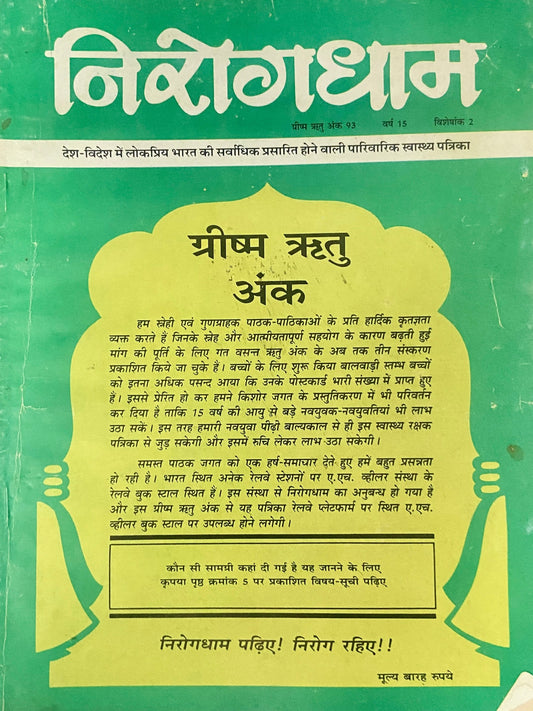 निरोगधाम
ग्रीष्म ऋतु अंक 93 वर्ष 15 विशेषांक 2
देश-विदेश में लोकप्रिय भारत की सर्वाधिक प्रसारित होने वाली पारिवारिक स्वास्थ्य पत्रिका
ग्रीष्म ऋतु
अंक
हम स्नेही एवं गुणग्राहक पाठक-पाठिकाओं के प्रति हार्दिक कृतज्ञता
व्यक्त करते हैं जिनके स्नेह और आत्मीयतापूर्ण सहयोग के कारण बढ़ती हुई
मांग की पूर्ति के लिए गत वसन्त ऋतु अंक के अब तक तीन संस्करण
प्रकाशित किये जा चुके हैं। बच्चों के लिए शुरू किया बालवाड़ी स्तम्भ बच्चों
को इतना अधिक पसन्द आया कि उनके पोस्टकार्ड भारी संख्या में प्राप्त हुए
हैं। इससे प्रेरित हो कर हमने किशोर जगत के प्रस्तुतिकरण में भी परिवर्तन
कर दिया है ताकि 15 वर्ष की आयु से बड़े नवयुवक-नवयुवतियां भी लाभ
उठा सकें। इस तरह हमारी नवयुवा पीढ़ी बाल्यकाल से ही इस स्वास्थ्य रक्षक
पत्रिका से जुड़ सकेगी और इसमें रुचि लेकर लाभ उठा सकेगी।
समस्त पाठक जगत को एक हर्ष-समाचार देते हुए हमें बहुत प्रसन्नता
हो रही है। भारत स्थित अनेक रेलवे स्टेशनों पर ए.एच. व्हीलर संस्था के
रेलवे बुक स्टाल स्थित हैं। इस संस्था से निरोगधाम का अनुबन्ध हो गया है
और इस ग्रीष्म ऋतु अंक से यह पत्रिका रेलवे प्लेटफार्म पर स्थित ए.एच.
व्हीलर बुक स्टाल पर उपलब्ध होने लगेगी।
कौन सी सामग्री कहां दी गई है यह जानने के लिए
कृपया पृष्ठ क्रमांक 5 पर प्रकाशित विषय-सूची पढ़िए
निरोगधाम पढ़िए! निरोग रहिए!!
मूल्य बारह रुपये